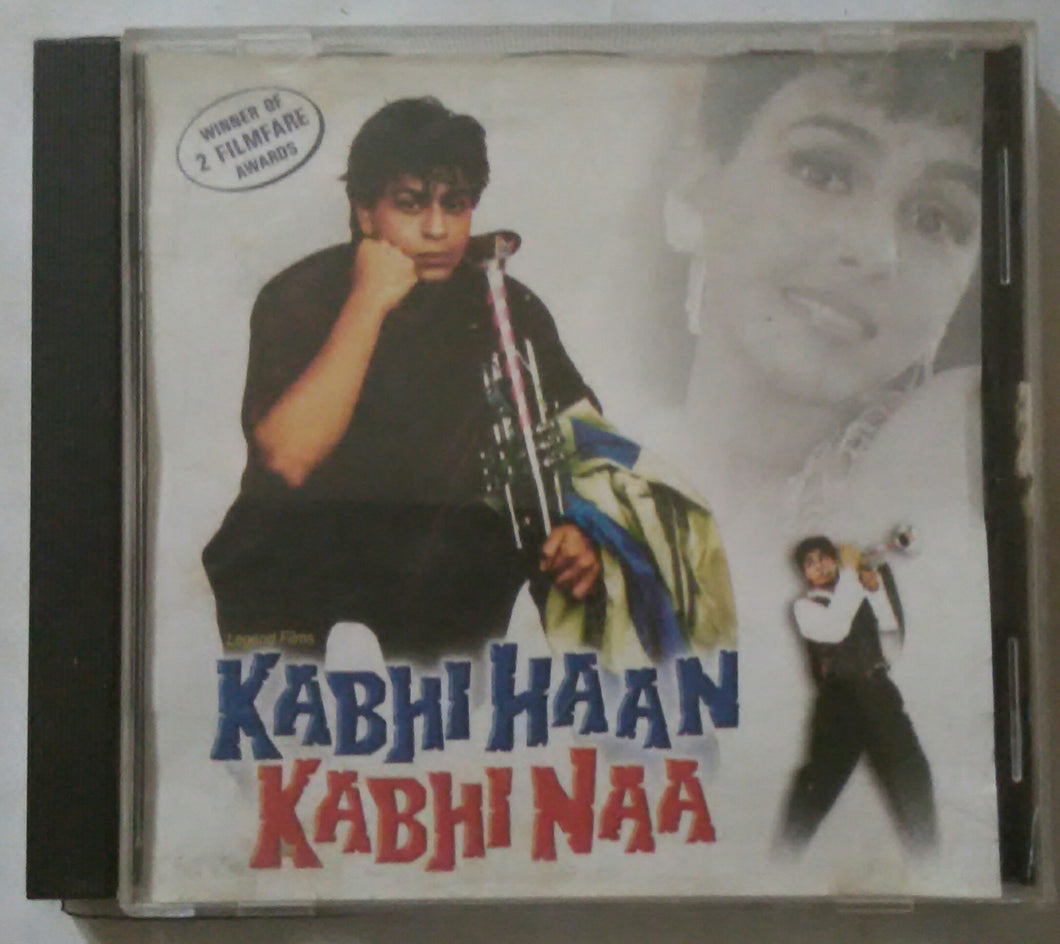 WINNER OF
2 FILMFARE
AWARDS
Legend Films
KABHI HAAN
KABHI NAA